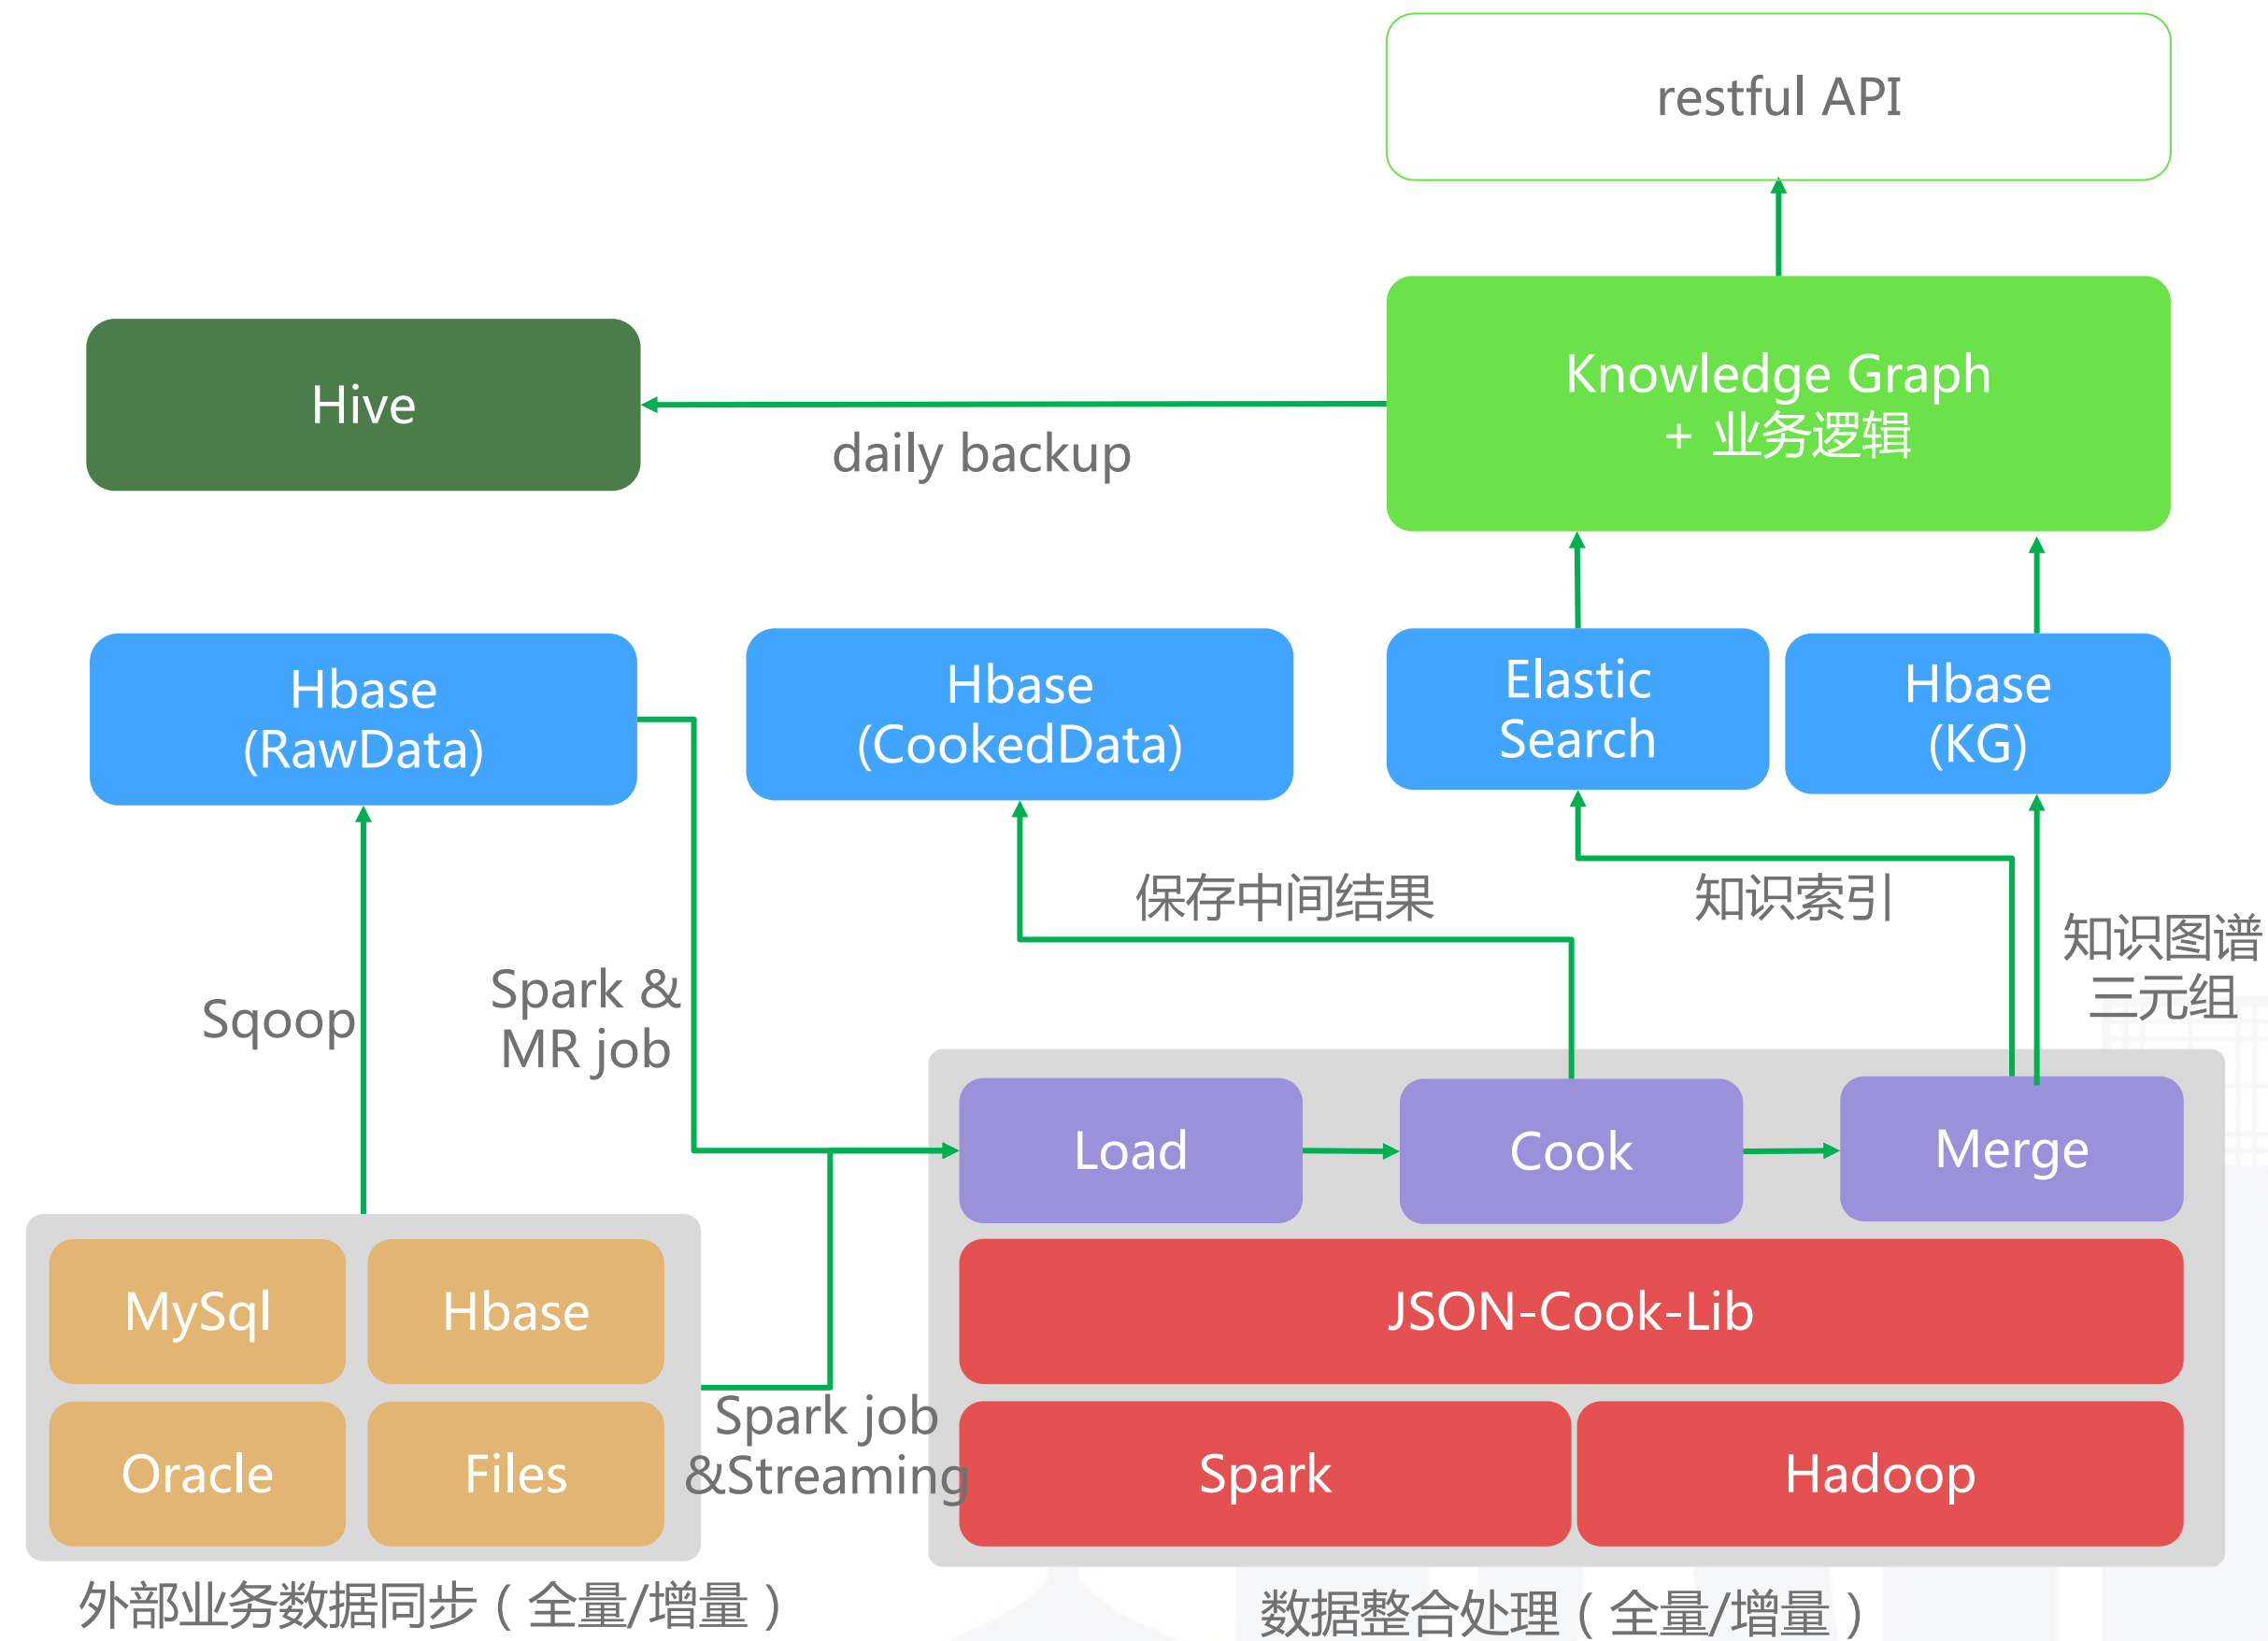 restful API
Knowledge Graph
+ 业务逻辑
Hive
daily backup
Hbase
(RawData)
Hbase
(CookedData)
Elastic
Search
Hbase
(KG)
保存中间结果
知识索引
知识图谱
三元组
Sqoop
Spark &
MR job
Load
Cook
Merge
MySql
Hbase
JSON-Cook-Lib
Oracle
Files
Spark job
&Streaming
Spark
Hadoop
外部业务数据同步（全量/增量）
数据整合处理（全量/增量）